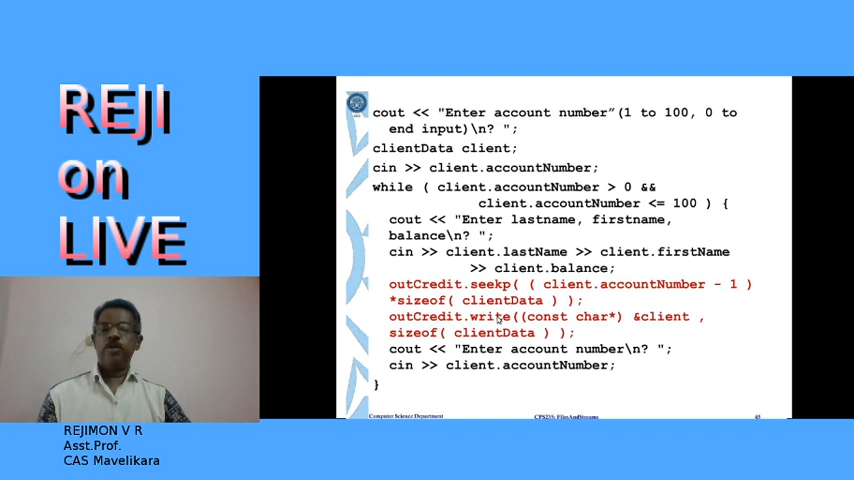 REJI
on
LIVE
cout << "Enter account number”(1 to 100, 0 to
end input)\n? ";
clientData client;
cin >> client.accountNumber;
while ( client.accountNumber > 0 &&
client.accountNumber <= 100 ) {
cout << "Enter lastname, firstname,
balance\n? ";
cin >> client.lastName >> client.firstName
>> client.balance;
outCredit.seekp( ( client.accountNumber - 1 )
*sizeof( clientData ) );
outCredit.write((const char*) &client ,
sizeof( clientData ) );
cout << "Enter account number\n? ";
cin >> client.accountNumber;
}
Computer Science Department
CPS235: FilesAndStreams
45
REJIMON V R
Asst.Prof.
CAS Mavelikara